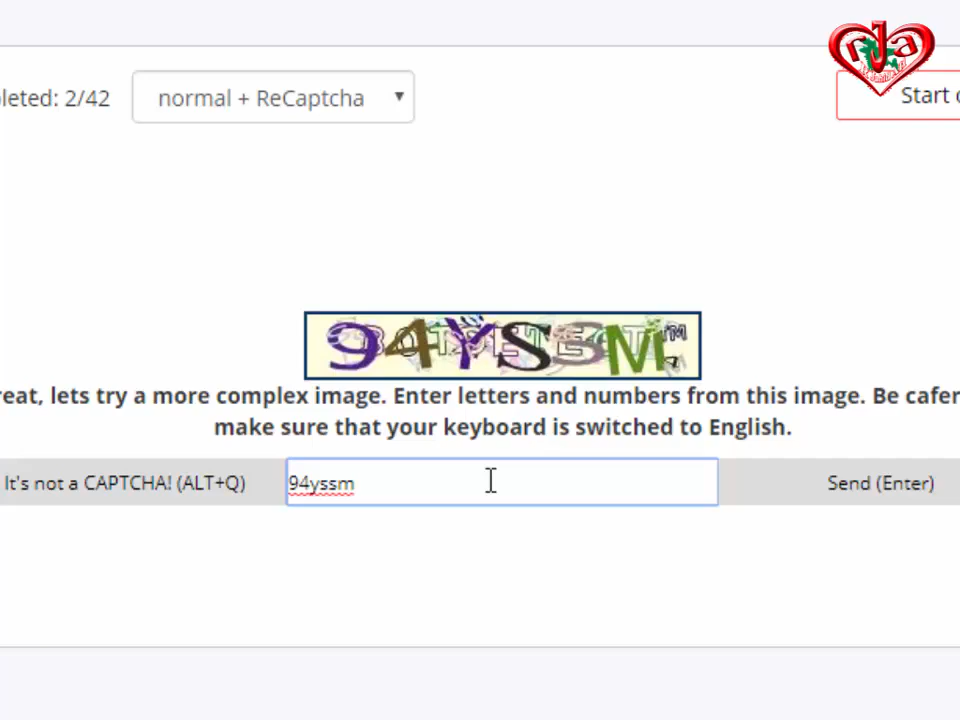 leted: 2/42
normal + ReCaptcha
Start
rja
94YSSM
reat, lets try a more complex image. Enter letters and numbers from this image. Be cafer
make sure that your keyboard is switched to English.
It's not a CAPTCHA! (ALT+Q)
94yssm
Send (Enter)